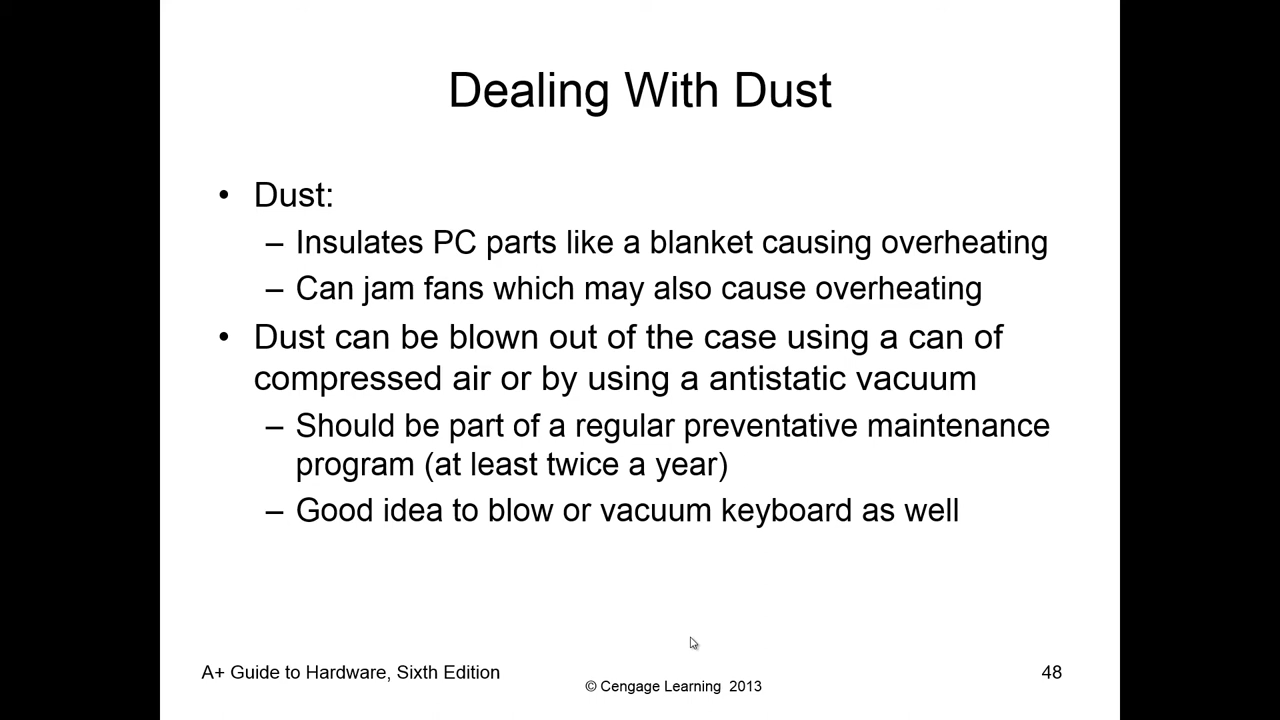 Dealing With Dust
• Dust:
– Insulates PC parts like a blanket causing overheating
– Can jam fans which may also cause overheating
• Dust can be blown out of the case using a can of
compressed air or by using a antistatic vacuum
– Should be part of a regular preventative maintenance
program (at least twice a year)
– Good idea to blow or vacuum keyboard as well
A+ Guide to Hardware, Sixth Edition
© Cengage Learning 2013
48